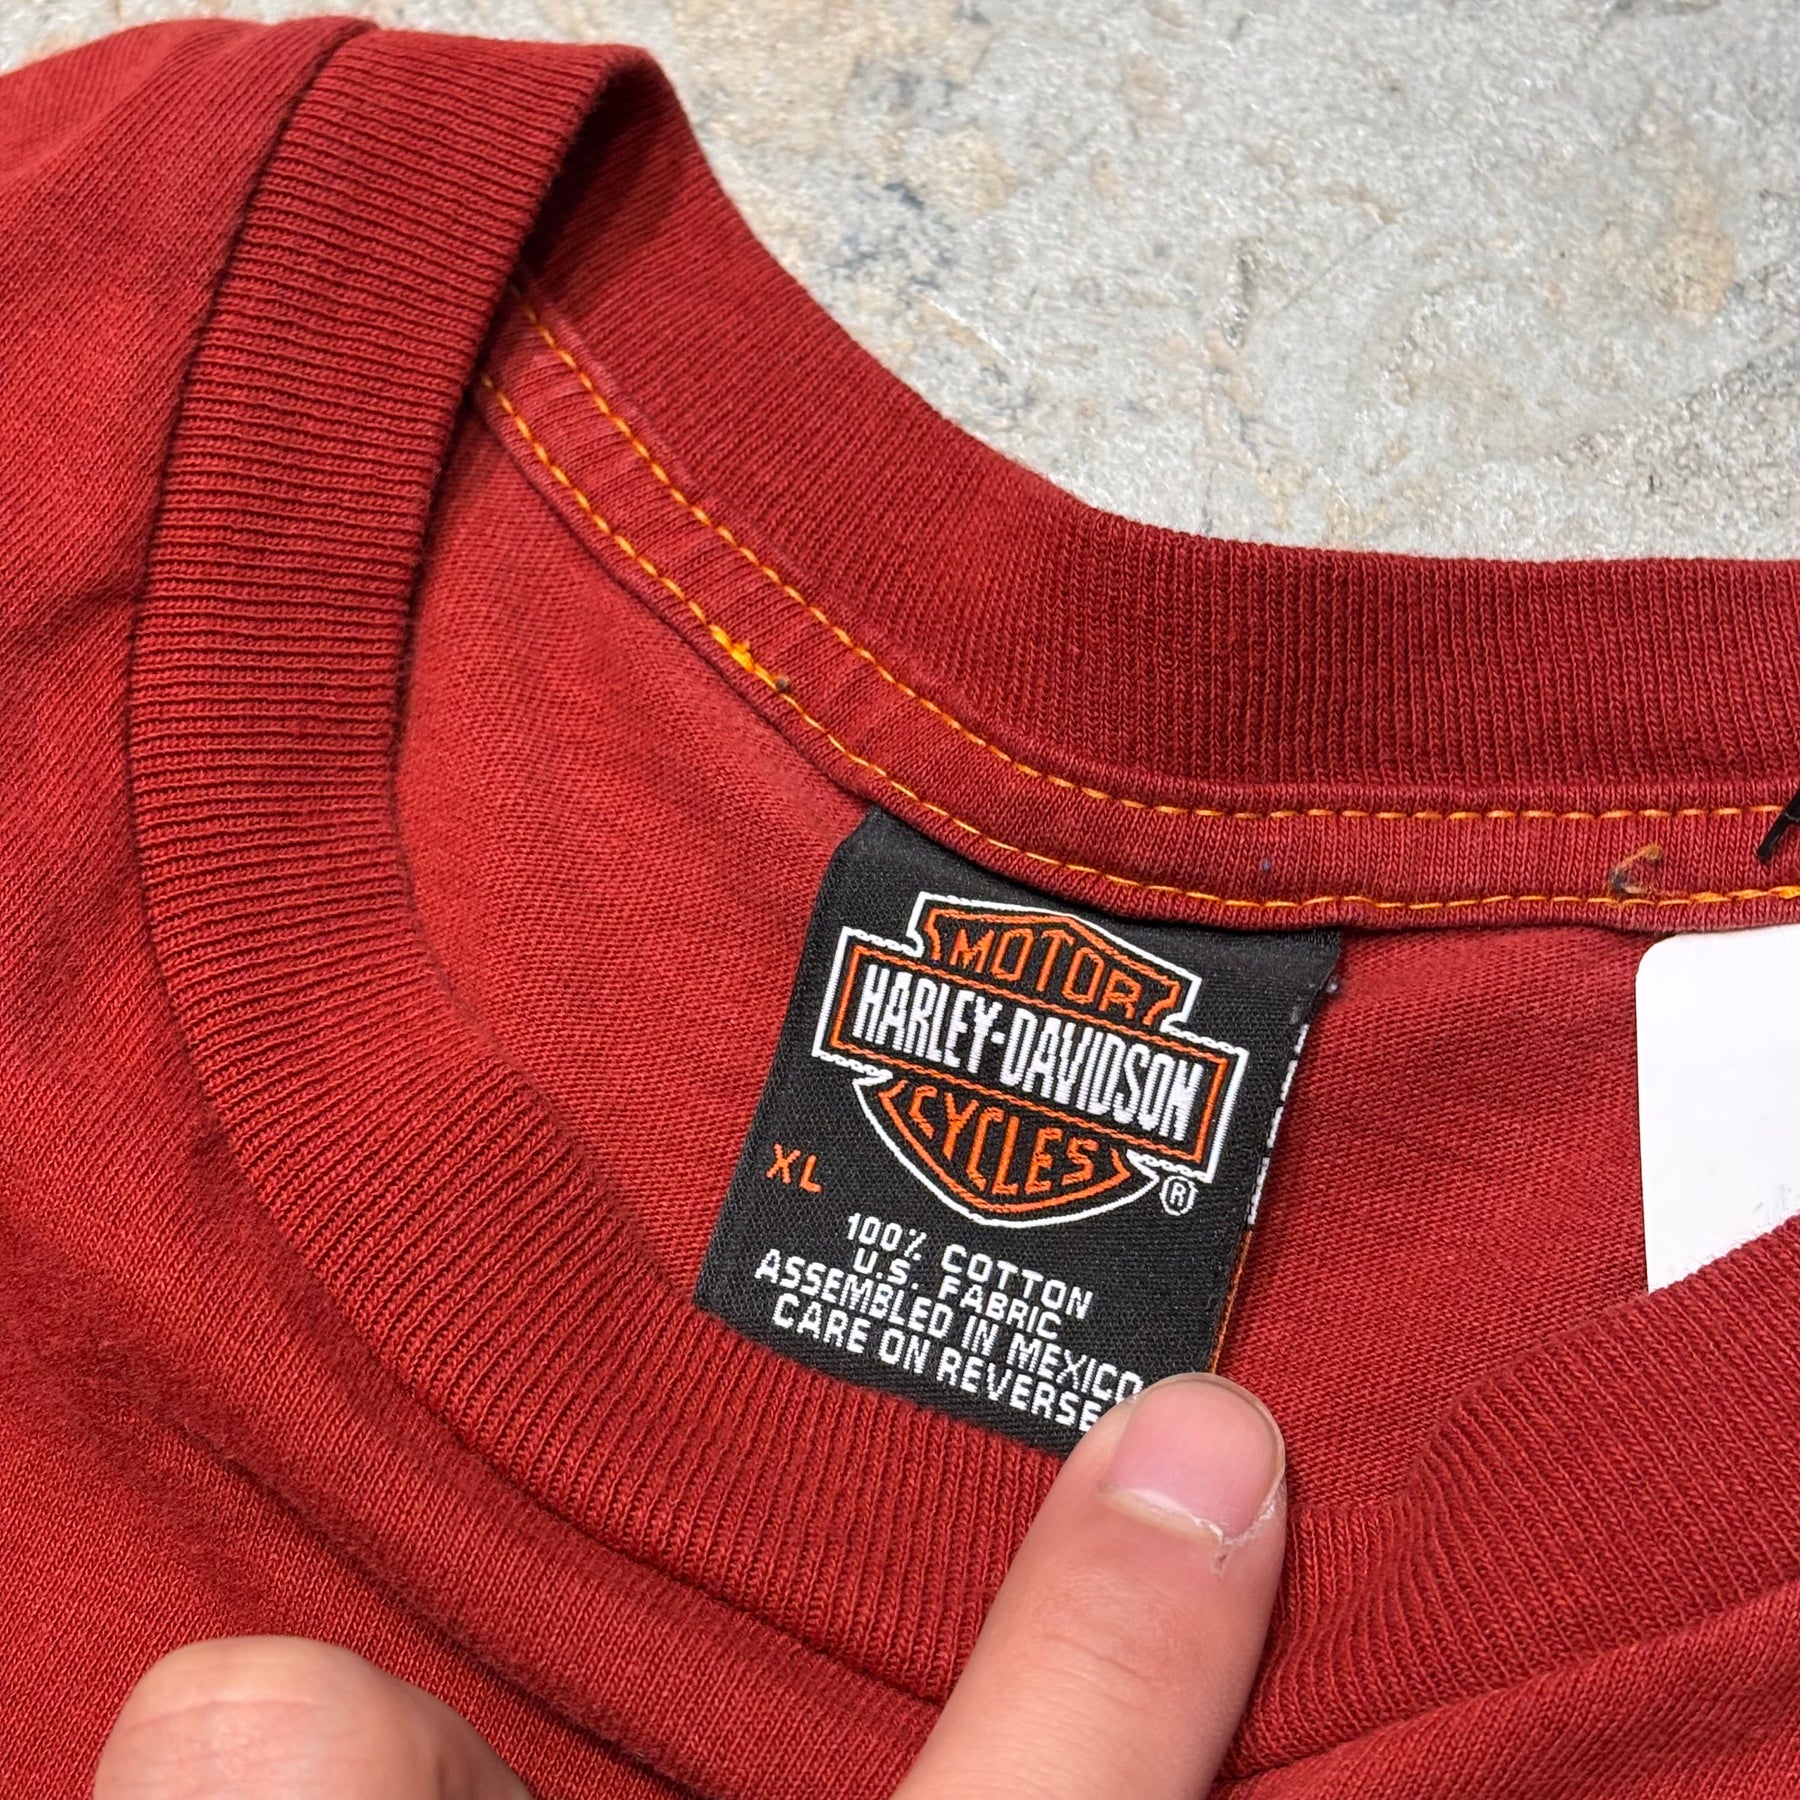 MOTOR
HARLEY-DAVIDSON
CYCLES
®
XL
100% COTTON
U.S. FABRIC
ASSEMBLED IN MEXICO
CARE ON REVERSE